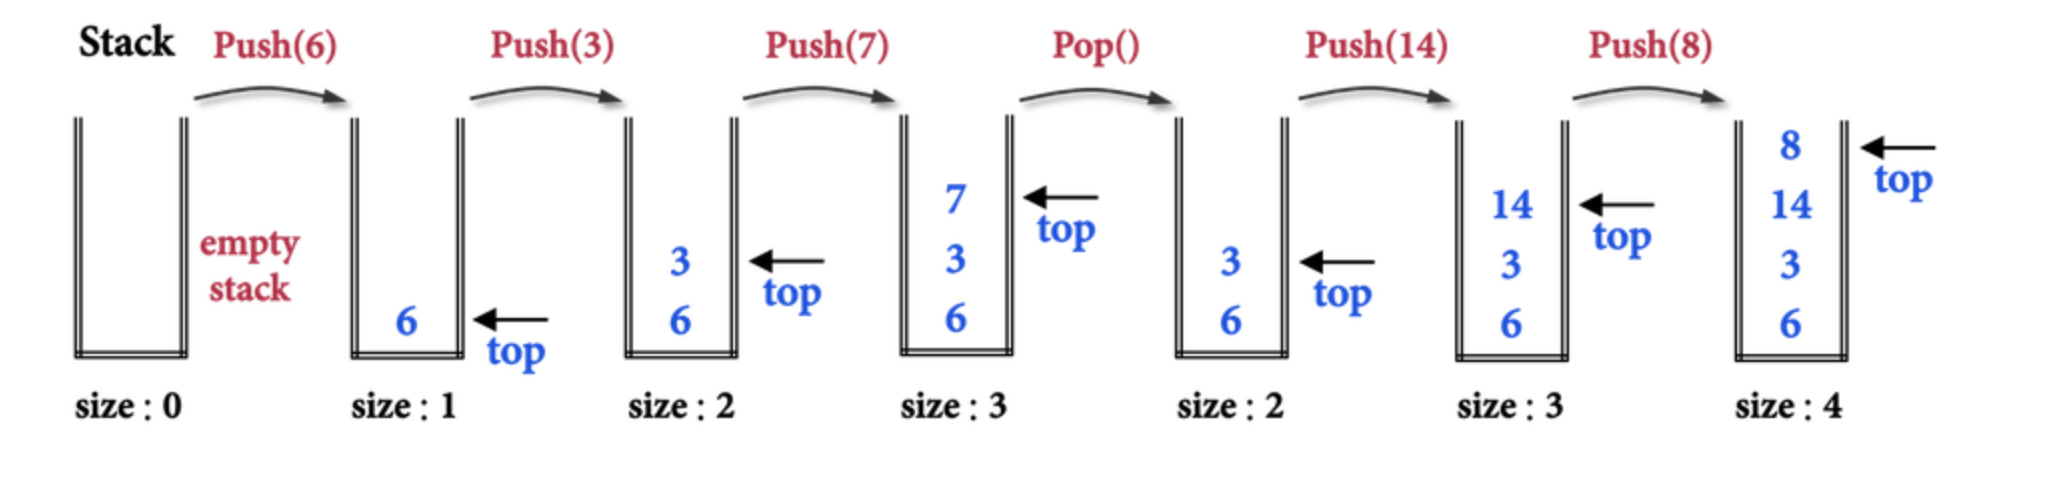 Stack Push(6) Push(3) Push(7) Pop() Push(14) Push(8)
8
top
7 14 14
top top
empty
stack
3 3 3 3 3
top top
6 6 6 6 6 6
top
size : 0 size : 1 size : 2 size : 3 size : 2 size : 3 size : 4